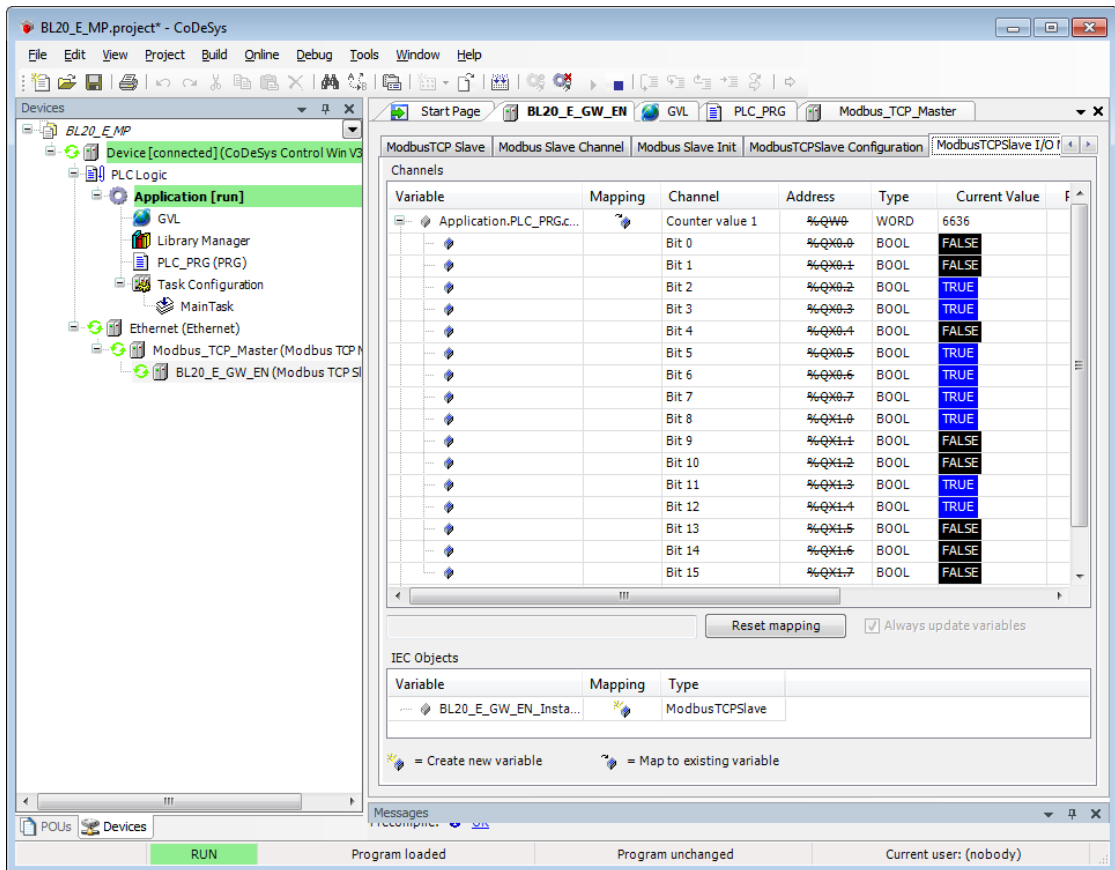 BL20_E_MP.project* - CoDeSys
File Edit View Project Build Online Debug Tools Window Help
Devices
BL20_E_MP
Device [connected] (CoDeSys Control Win V3
PLC Logic
Application [run]
GVL
Library Manager
PLC_PRG (PRG)
Task Configuration
MainTask
Ethernet (Ethernet)
Modbus_TCP_Master (Modbus TCP
BL20_E_GW_EN (Modbus TCP Sl
POUs Devices
Start Page BL20_E_GW_EN GVL PLC_PRG Modbus_TCP_Master
ModbusTCP Slave Modbus Slave Channel Modbus Slave Init ModbusTCPSlave Configuration ModbusTCPSlave I/O
Channels
Variable Mapping Channel Address Type Current Value
Application.PLC_PRG.c... Counter value 1 %QW0 WORD 6636
Bit 0 %QX0.0 BOOL FALSE
Bit 1 %QX0.1 BOOL FALSE
Bit 2 %QX0.2 BOOL TRUE
Bit 3 %QX0.3 BOOL TRUE
Bit 4 %QX0.4 BOOL FALSE
Bit 5 %QX0.5 BOOL TRUE
Bit 6 %QX0.6 BOOL TRUE
Bit 7 %QX0.7 BOOL TRUE
Bit 8 %QX1.0 BOOL TRUE
Bit 9 %QX1.1 BOOL FALSE
Bit 10 %QX1.2 BOOL FALSE
Bit 11 %QX1.3 BOOL TRUE
Bit 12 %QX1.4 BOOL TRUE
Bit 13 %QX1.5 BOOL FALSE
Bit 14 %QX1.6 BOOL FALSE
Bit 15 %QX1.7 BOOL FALSE
Reset mapping Always update variables
IEC Objects
Variable Mapping Type
BL20_E_GW_EN_Insta... ModbusTCPSlave
= Create new variable = Map to existing variable
Messages
Precompile: OK
RUN Program loaded Program unchanged Current user: (nobody)